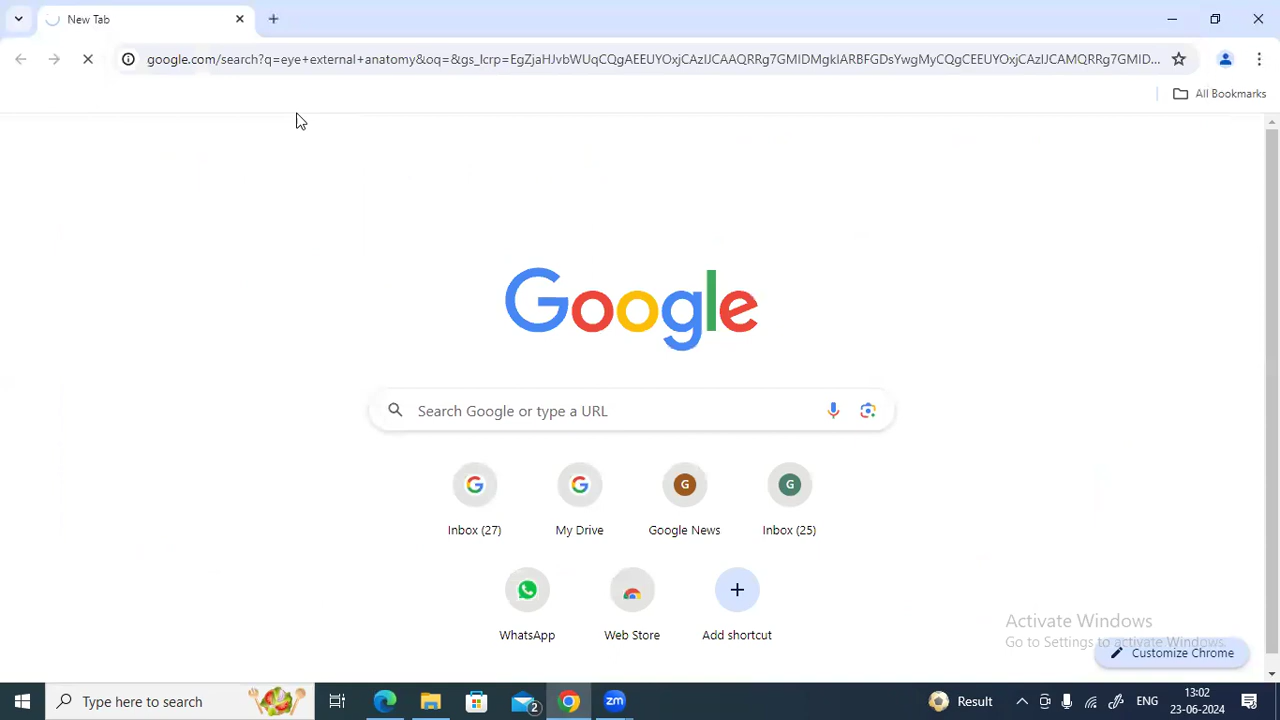 New Tab
google.com/search?q=eye+external+anatomy&oq=&gs_lcrp=EgZjaHJvbWUqCQgAEEUYOxjCAzIJCAAQRRg7GMIDMgkIARBFGDsYwgMyCQgCEEUYOxjCAzIJCAMQRRg7GMID...
All Bookmarks
Google
Search Google or type a URL
G
G
Inbox (27)
My Drive
Google News
Inbox (25)
WhatsApp
Web Store
Add shortcut
Activate Windows
Go to Settings to activate Windows.
Customize Chrome
Type here to search
2
zm
Result
ENG
13:02
23-06-2024